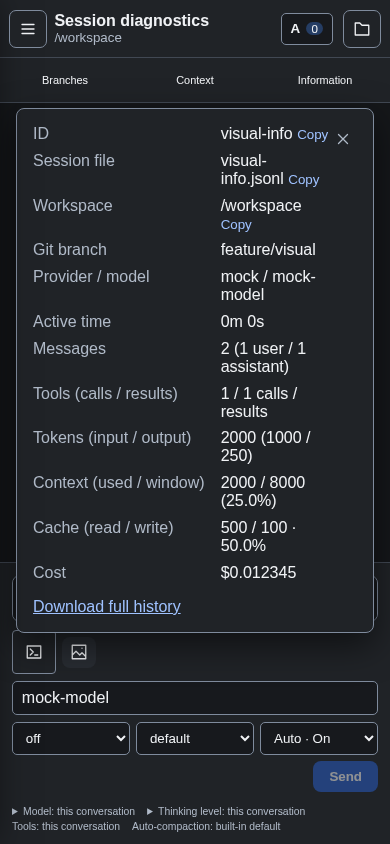 Session diagnostics
/workspace
A 0
Branches Context Information
ID visual-info Copy
Session file visual-
info.jsonl Copy
Workspace /workspace
Copy
Git branch feature/visual
Provider / model mock / mock-
model
Active time 0m 0s
Messages 2 (1 user / 1
assistant)
Tools (calls / results) 1 / 1 calls /
results
Tokens (input / output) 2000 (1000 /
250)
Context (used / window) 2000 / 8000
(25.0%)
Cache (read / write) 500 / 100 ·
50.0%
Cost $0.012345
Download full history
mock-model
off default Auto · On
Send
Model: this conversation Thinking level: this conversation
Tools: this conversation Auto-compaction: built-in default